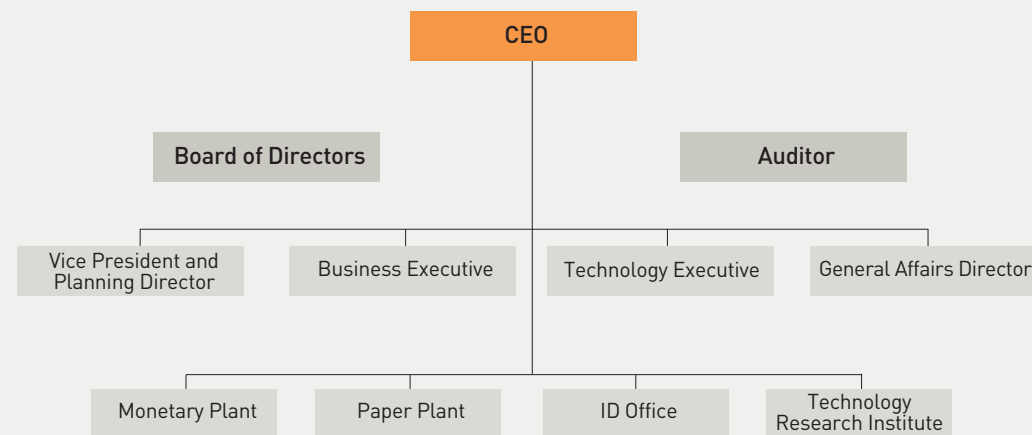 CEO
Board of Directors
Auditor
Vice President and
Planning Director
Business Executive
Technology Executive
General Affairs Director
Monetary Plant
Paper Plant
ID Office
Technology
Research Institute